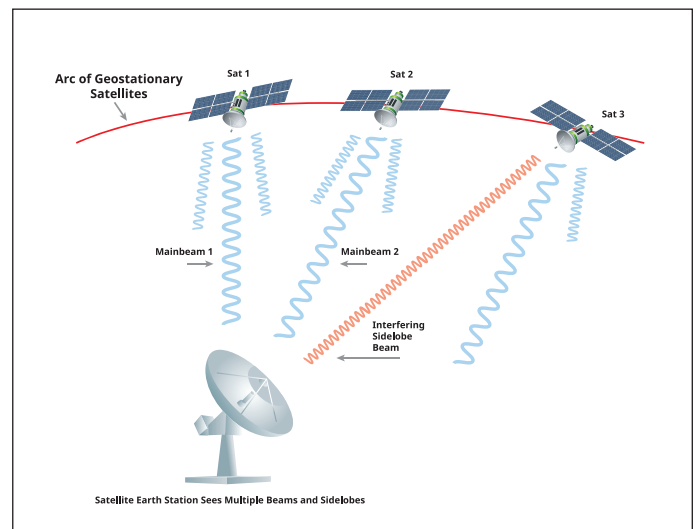 Sat 1
Sat 2
Arc of Geostationary
Satellites
Sat 3
Mainbeam 1
Mainbeam 2
Interfering
Sidelobe
Beam
Satellite Earth Station Sees Multiple Beams and Sidelobes